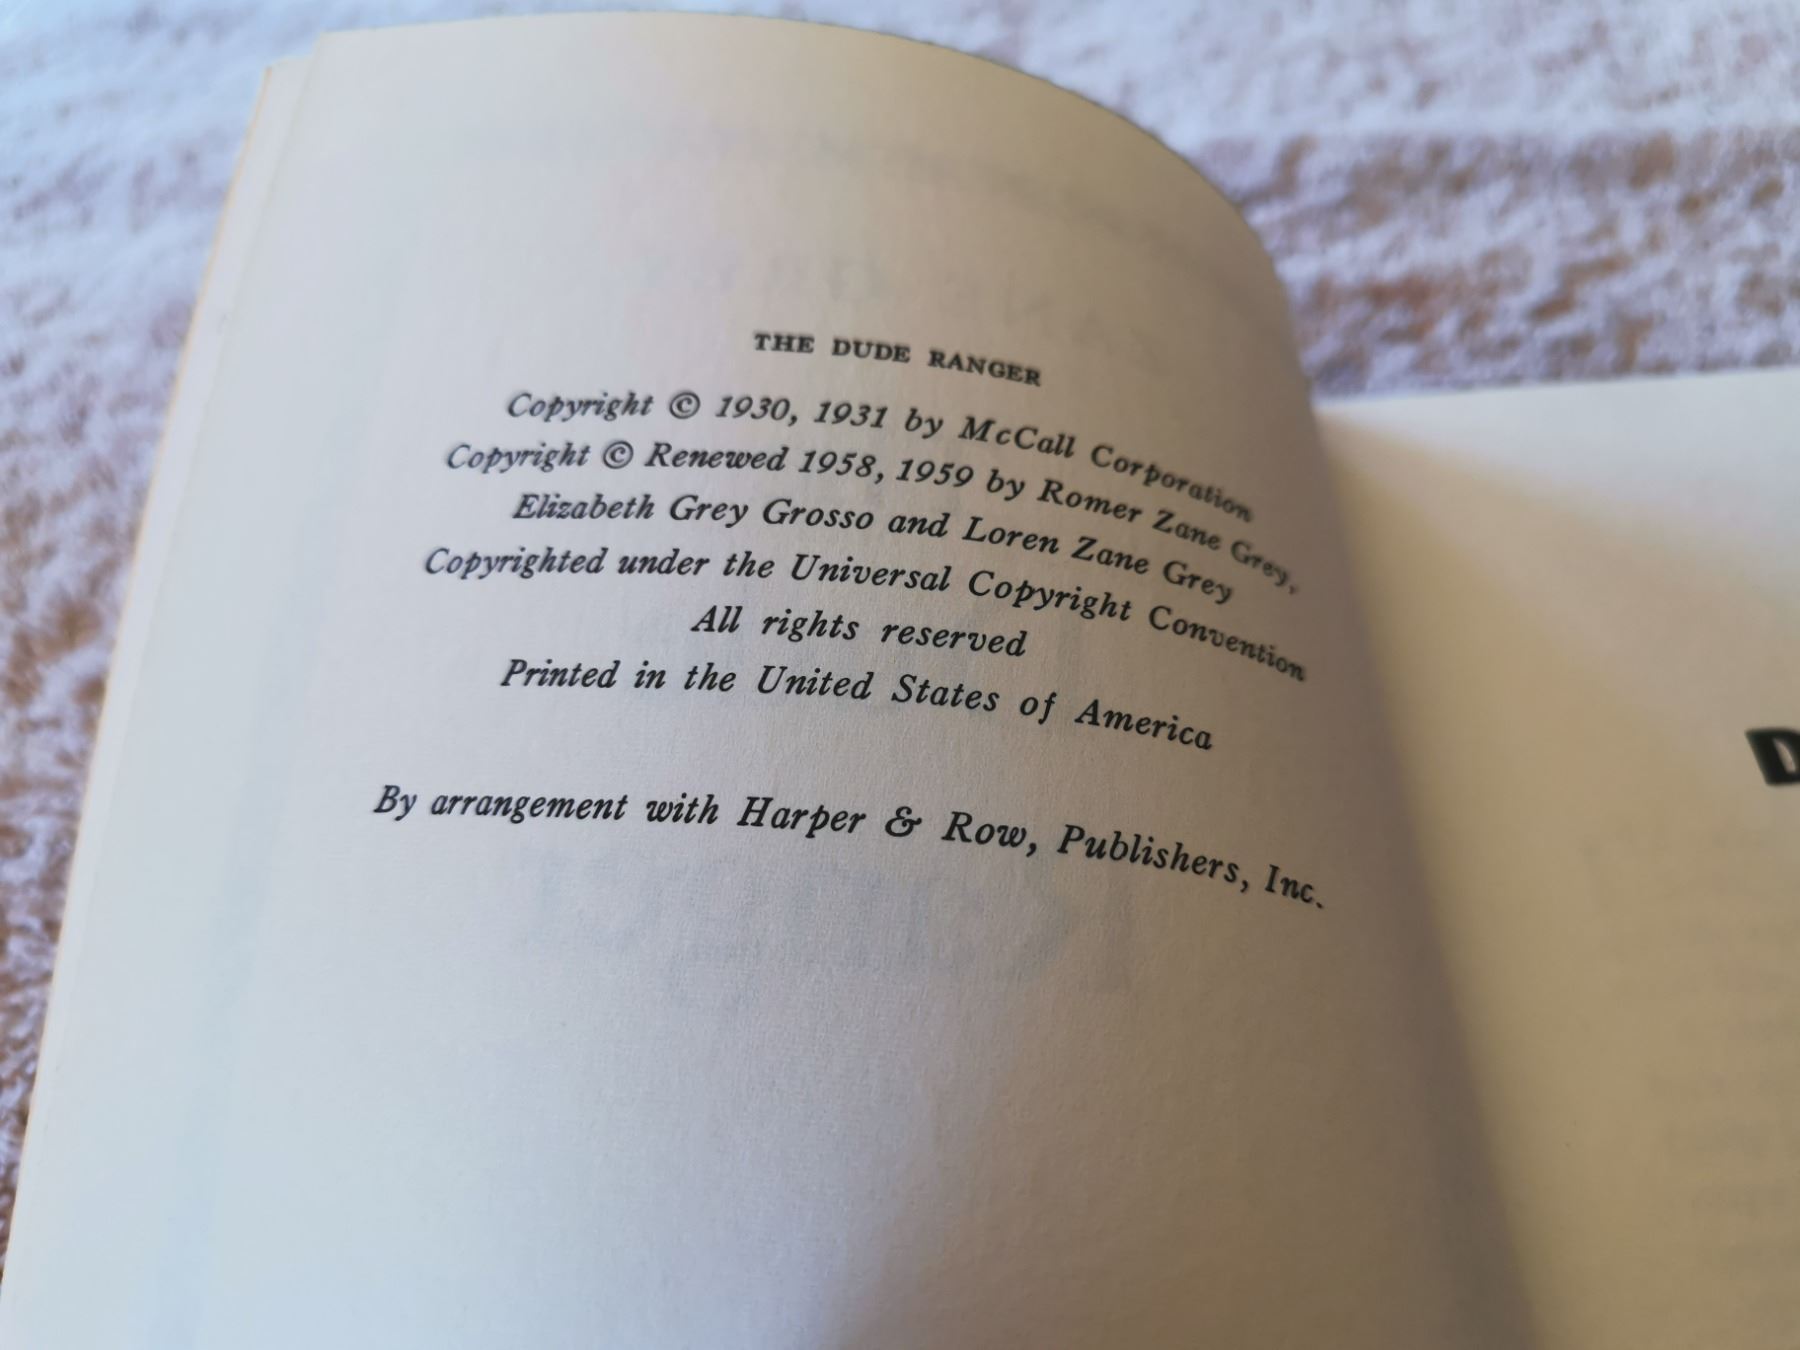 THE DUDE RANGER
Copyright © 1930, 1931 by McCall Corporation
Copyright © Renewed 1958, 1959 by Romer Zane Grey,
Elizabeth Grey Grosso and Loren Zane Grey
Copyrighted under the Universal Copyright Convention
All rights reserved
Printed in the United States of America
By arrangement with Harper & Row, Publishers, Inc.
D